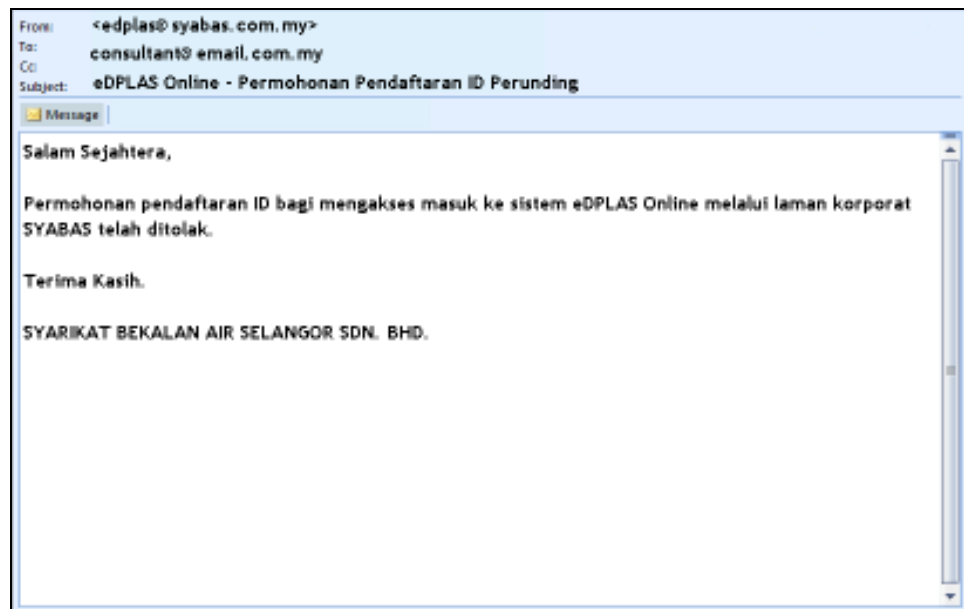 From: <edplas@syabas.com.my>
To: consultant@email.com.my
Cc:
Subject: eDPLAS Online - Permohonan Pendaftaran ID Perunding
Message
Salam Sejahtera,
Permohonan pendaftaran ID bagi mengakses masuk ke sistem eDPLAS Online melalui laman korporat
SYABAS telah ditolak.
Terima Kasih.
SYARIKAT BEKALAN AIR SELANGOR SDN. BHD.